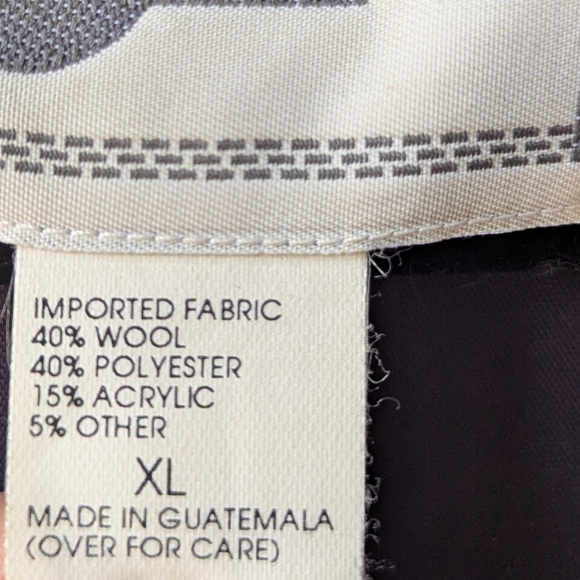 IMPORTED FABRIC
40% WOOL
40% POLYESTER
15% ACRYLIC
5% OTHER
XL
MADE IN GUATEMALA
(OVER FOR CARE)